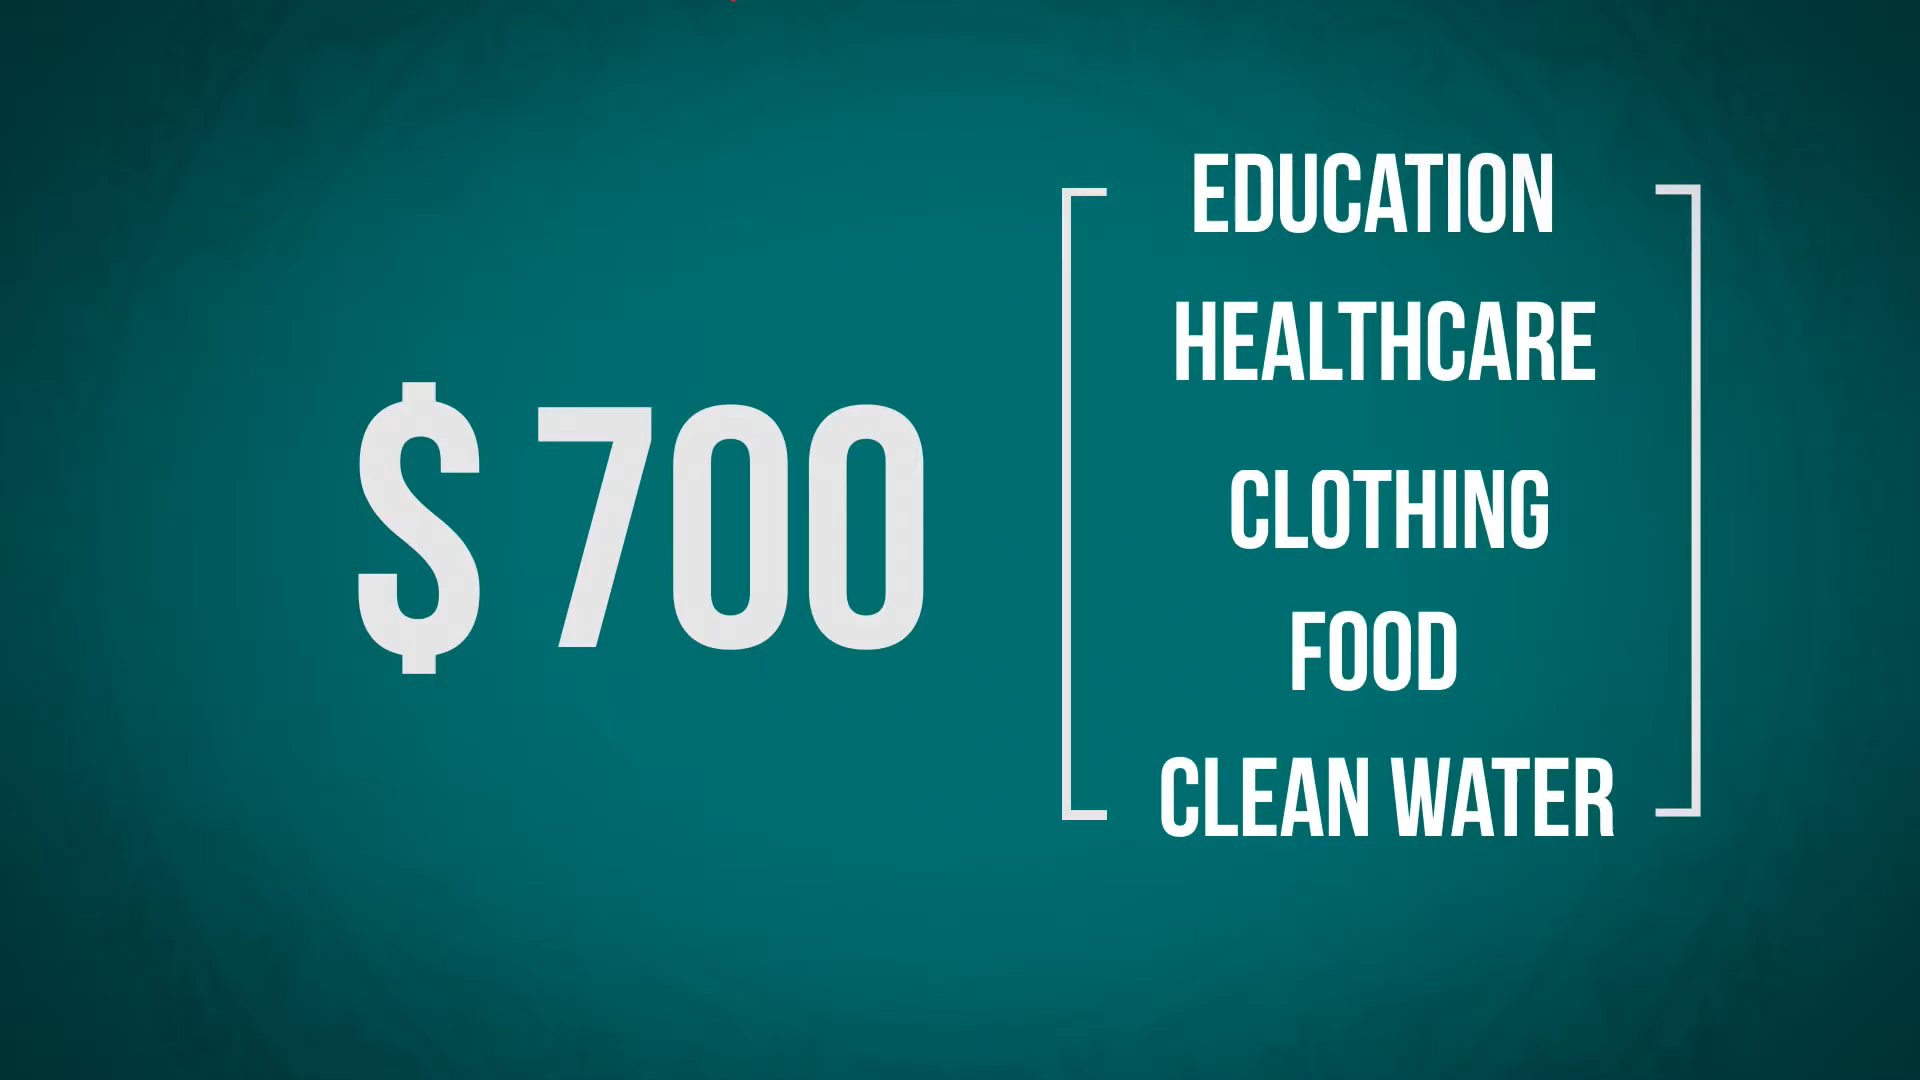 $ 700
EDUCATION
HEALTHCARE
CLOTHING
FOOD
CLEAN WATER